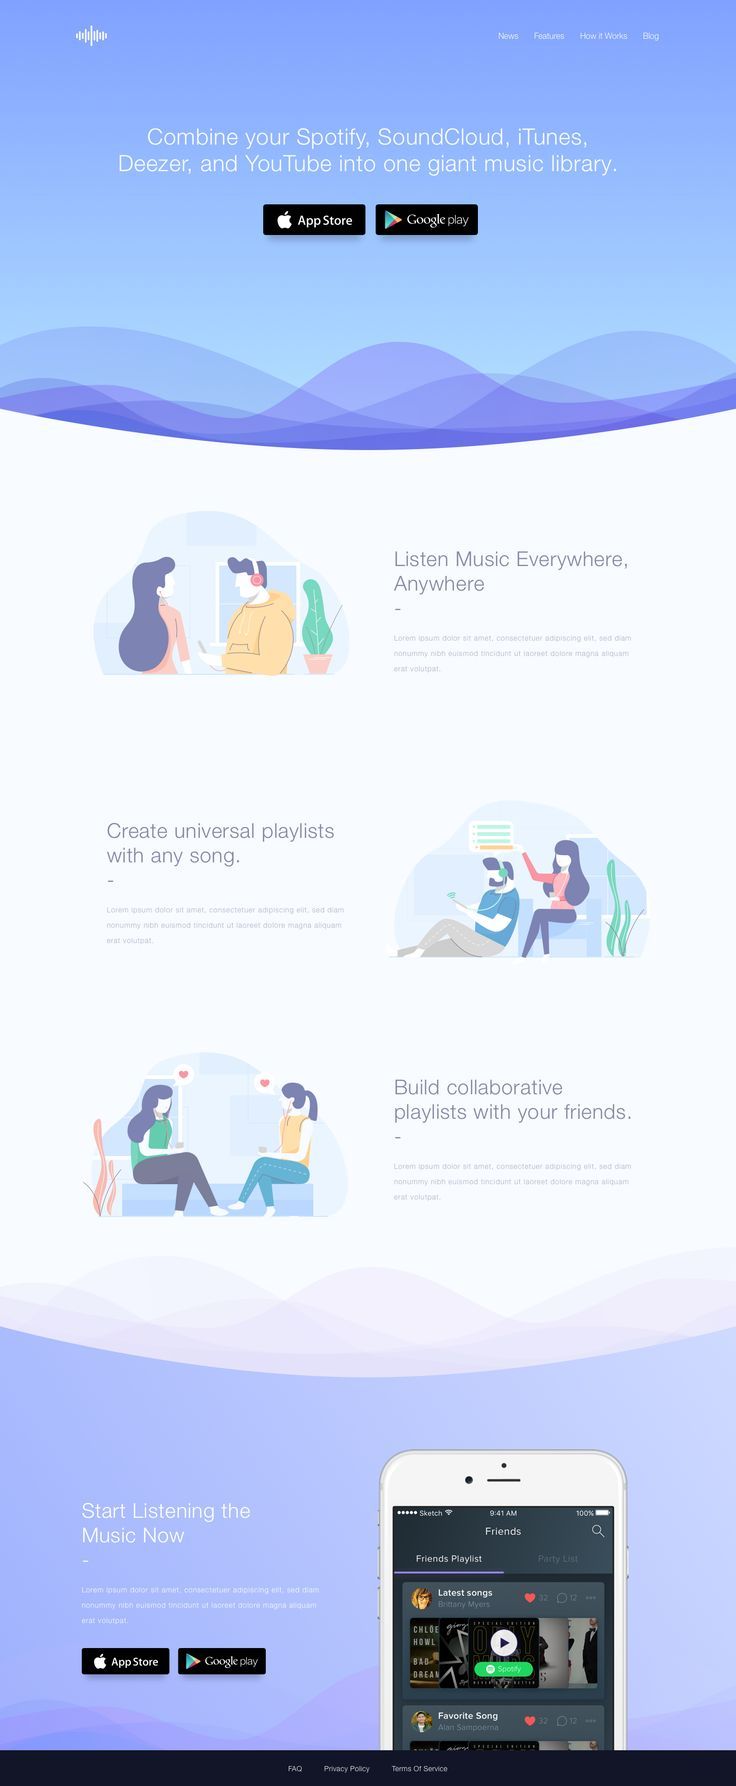 News Features How it Works Blog
Combine your Spotify, SoundCloud, iTunes,
Deezer, and YouTube into one giant music library.
App Store Google play
Listen Music Everywhere,
Anywhere
-
Lorem ipsum dolor sit amet, consectetuer adipiscing elit, sed diam
nonummy nibh euismod tincidunt ut laoreet dolore magna aliquam
erat volutpat.
Create universal playlists
with any song.
-
Lorem ipsum dolor sit amet, consectetuer adipiscing elit, sed diam
nonummy nibh euismod tincidunt ut laoreet dolore magna aliquam
erat volutpat.
Build collaborative
playlists with your friends.
-
Lorem ipsum dolor sit amet, consectetuer adipiscing elit, sed diam
nonummy nibh euismod tincidunt ut laoreet dolore magna aliquam
erat volutpat.
Start Listening the
Music Now
-
Lorem ipsum dolor sit amet, consectetuer adipiscing elit, sed diam
nonummy nibh euismod tincidunt ut laoreet dolore magna aliquam
erat volutpat.
App Store Google play
Sketch 9:41 AM 100%
Friends
Friends Playlist Party List
Latest songs
Brittany Myers
32 12
CHLÖE
HOWL
BAD
DREAM
SPECIAL EDITION
Spotify
Favorite Song
Alan Sampoerna
32 12
FAQ Privacy Policy Terms Of Service